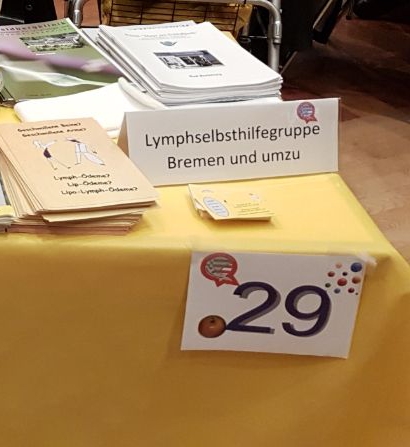 Lymphselbsthilfegruppe
Bremen und umzu
Geschwollene Beine?
Geschwollene Arme?
Lymph-Ödeme?
Lip-Ödeme?
Lipo-Lymph-Ödeme?
29